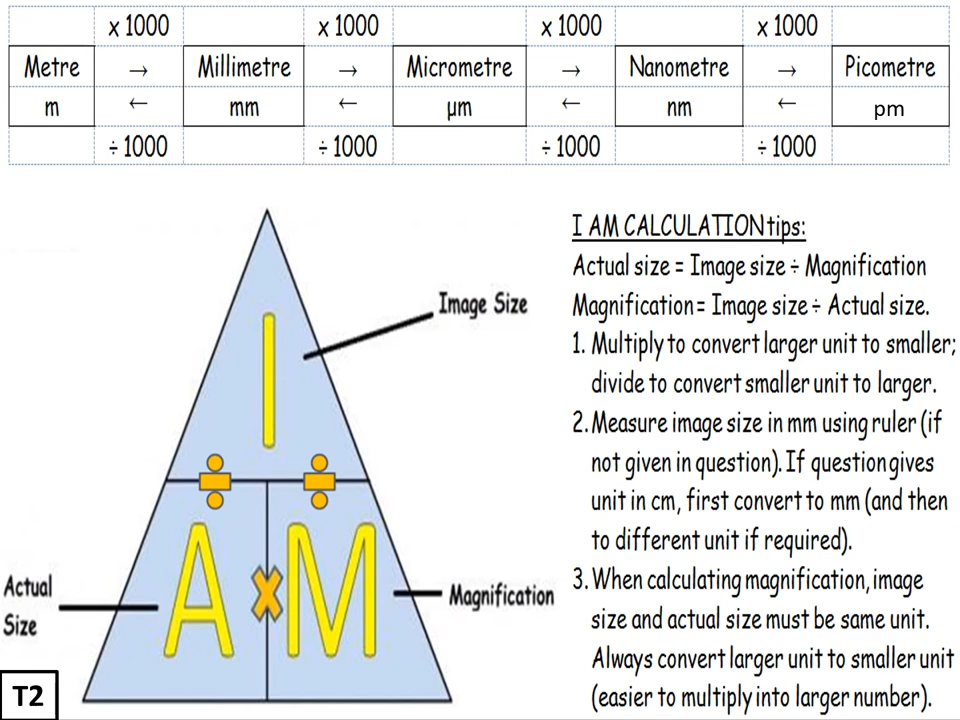 x 1000 x 1000 x 1000 x 1000
Metre → Millimetre → Micrometre → Nanometre → Picometre
m ← mm ← µm ← nm ← pm
÷ 1000 ÷ 1000 ÷ 1000 ÷ 1000
Image Size
I
÷ ÷
A x M
Actual
Size
Magnification
T2
I AM CALCULATION tips:
Actual size = Image size ÷ Magnification
Magnification = Image size ÷ Actual size.
1. Multiply to convert larger unit to smaller;
divide to convert smaller unit to larger.
2. Measure image size in mm using ruler (if
not given in question). If question gives
unit in cm, first convert to mm (and then
to different unit if required).
3. When calculating magnification, image
size and actual size must be same unit.
Always convert larger unit to smaller unit
(easier to multiply into larger number).